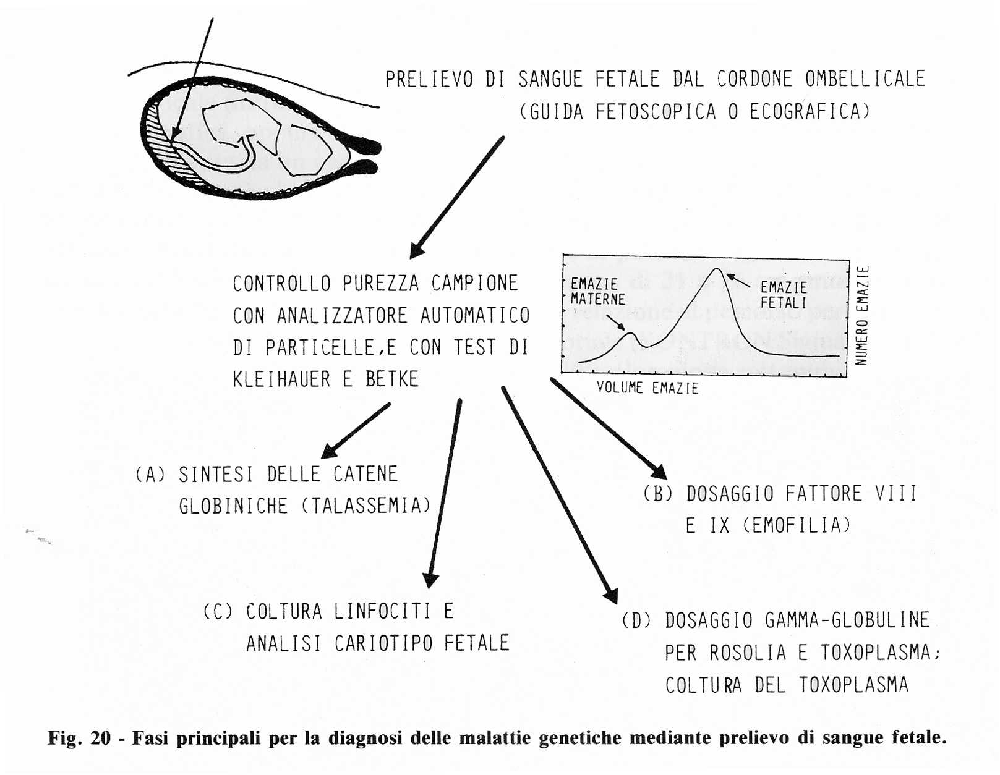 PRELIEVO DI SANGUE FETALE DAL CORDONE OMBELLICALE
(GUIDA FETOSCOPICA O ECOGRAFICA)
CONTROLLO PUREZZA CAMPIONE
CON ANALIZZATORE AUTOMATICO
DI PARTICELLE,E CON TEST DI
KLEIHAUER E BETKE
EMAZIE
MATERNE
EMAZIE
FETALI
NUMERO EMAZIE
VOLUME EMAZIE
(A) SINTESI DELLE CATENE
GLOBINICHE (TALASSEMIA)
(B) DOSAGGIO FATTORE VIII
E IX (EMOFILIA)
(C) COLTURA LINFOCITI E
ANALISI CARIOTIPO FETALE
(D) DOSAGGIO GAMMA-GLOBULINE
PER ROSOLIA E TOXOPLASMA;
COLTURA DEL TOXOPLASMA
Fig. 20 - Fasi principali per la diagnosi delle malattie genetiche mediante prelievo di sangue fetale.